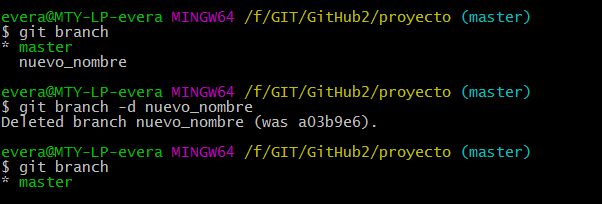 evera@MTY-LP-evera MINGW64 /f/GIT/GitHub2/proyecto (master)
$ git branch
* master
  nuevo_nombre

evera@MTY-LP-evera MINGW64 /f/GIT/GitHub2/proyecto (master)
$ git branch -d nuevo_nombre
Deleted branch nuevo_nombre (was a03b9e6).

evera@MTY-LP-evera MINGW64 /f/GIT/GitHub2/proyecto (master)
$ git branch
* master